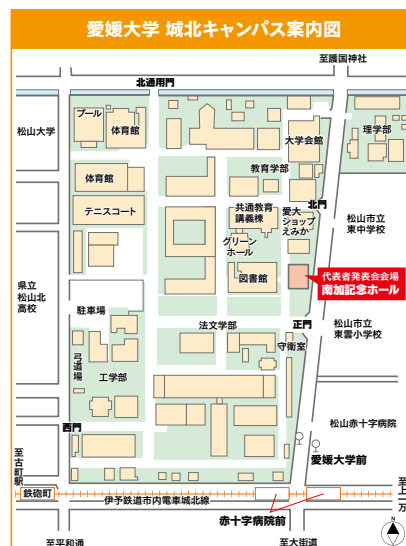 愛媛大学 城北キャンパス案内図
至護国神社
北通用門
松山大学
プール
体育館
大学会館
理学部
教育学部
体育館
テニスコート
共通教育
講義棟
愛大
ショップ
えみか
北門
松山市立
東中学校
グリーン
ホール
図書館
代表者発表会会場
南加記念ホール
県立
松山北
高校
駐車場
法文学部
正門
守衛室
松山市立
東雲小学校
弓道場
工学部
西門
松山赤十字病院
愛媛大学前
至古町駅
鉄砲町
伊予鉄道市内電車城北線
至上一万
赤十字病院前
至平和通
至大街道
N